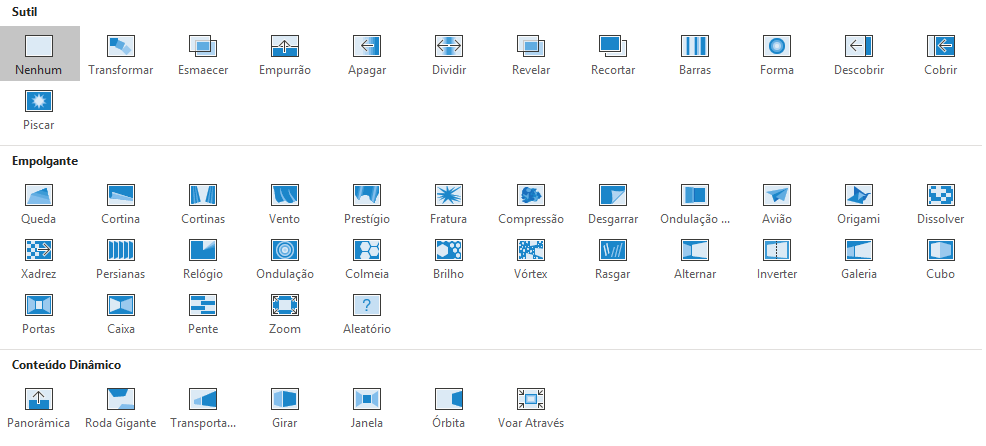 Sutil
Nenhum Transformar Esmaecer Empurrão Apagar Dividir Revelar Recortar Barras Forma Descobrir Cobrir
Piscar
Empolgante
Queda Cortina Cortinas Vento Prestígio Fratura Compressão Desgarrar Ondulação ... Avião Origami Dissolver
Xadrez Persianas Relógio Ondulação Colmeia Brilho Vórtex Rasgar Alternar Inverter Galeria Cubo
Portas Caixa Pente Zoom Aleatório
Conteúdo Dinâmico
Panorâmica Roda Gigante Transporta... Girar Janela Órbita Voar Através